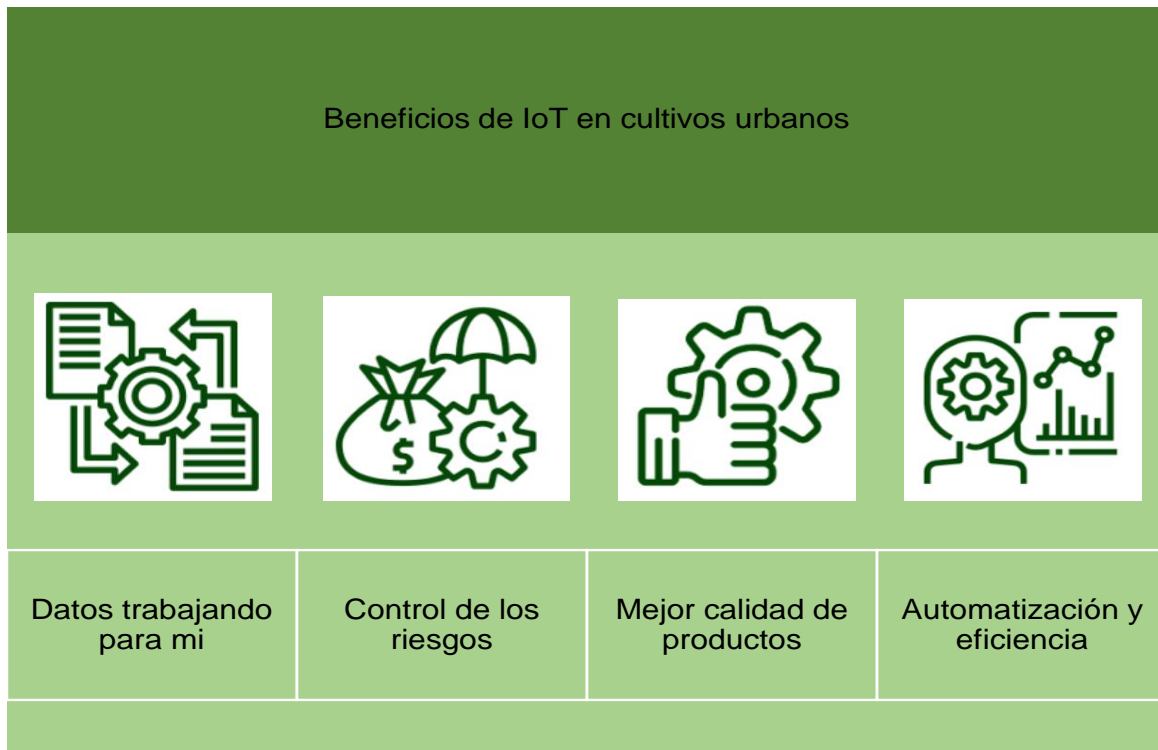 Beneficios de IoT en cultivos urbanos
$
Datos trabajando
para mi
Control de los
riesgos
Mejor calidad de
productos
Automatización y
eficiencia